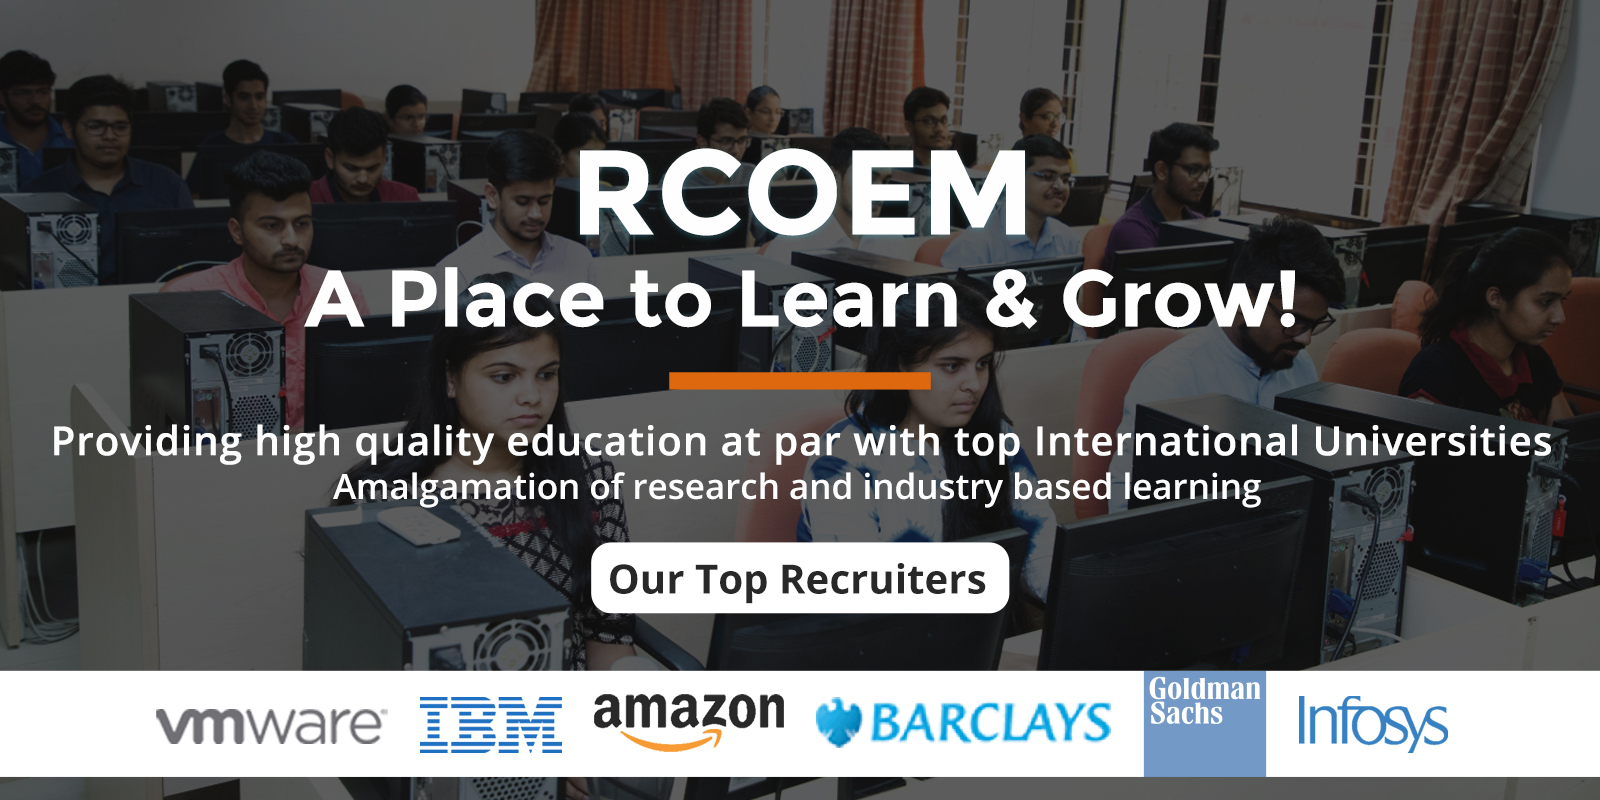 RCOEM
A Place to Learn & Grow!
Providing high quality education at par with top International Universities
Amalgamation of research and industry based learning
Our Top Recruiters
vmware
IBM
amazon
BARCLAYS
Goldman
Sachs
Infosys